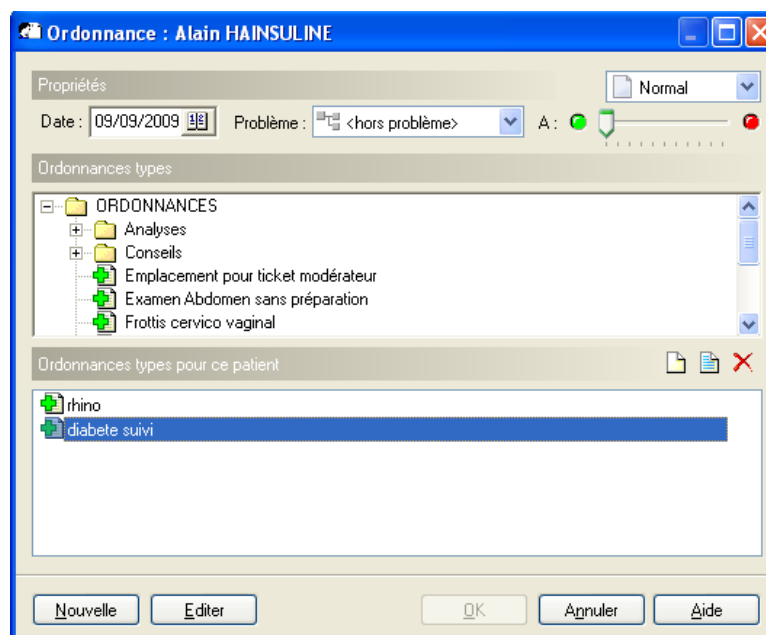 Ordonnance : Alain HAINSULINE
Propriétés
Normal
Date : 09/09/2009 Problème : <hors problème> A :
Ordonnances types
ORDONNANCES
Analyses
Conseils
Emplacement pour ticket modérateur
Examen Abdomen sans préparation
Frottis cervico vaginal
Ordonnances types pour ce patient
rhino
diabete suivi
Nouvelle Editer OK Annuler Aide